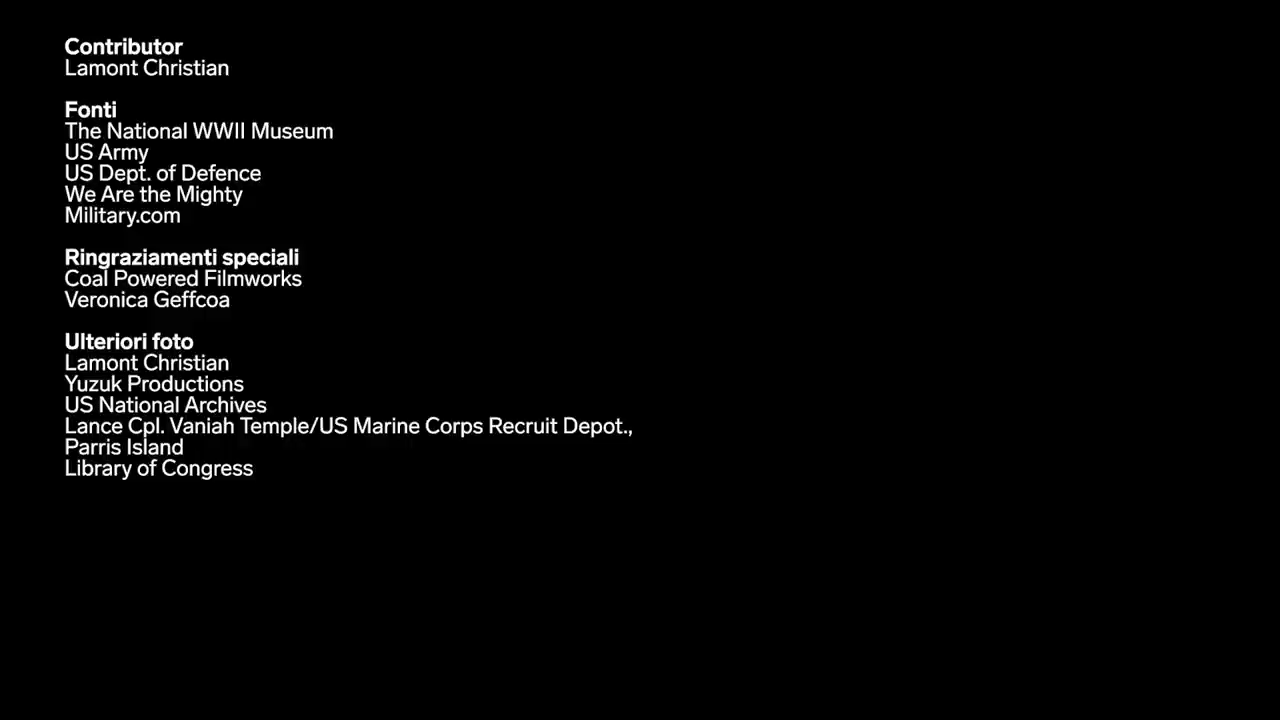 Contributor
Lamont Christian
Fonti
The National WWII Museum
US Army
US Dept. of Defence
We Are the Mighty
Military.com
Ringraziamenti speciali
Coal Powered Filmworks
Veronica Geffcoa
Ulteriori foto
Lamont Christian
Yuzuk Productions
US National Archives
Lance Cpl. Vaniah Temple/US Marine Corps Recruit Depot.,
Parris Island
Library of Congress